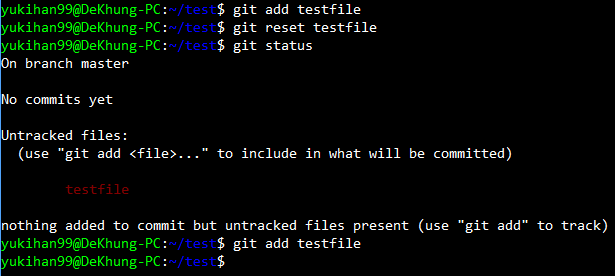 yukihan99@DeKhung-PC:~/test$ git add testfile
yukihan99@DeKhung-PC:~/test$ git reset testfile
yukihan99@DeKhung-PC:~/test$ git status
On branch master
No commits yet
Untracked files:
  (use "git add <file>..." to include in what will be committed)
        testfile
nothing added to commit but untracked files present (use "git add" to track)
yukihan99@DeKhung-PC:~/test$ git add testfile
yukihan99@DeKhung-PC:~/test$